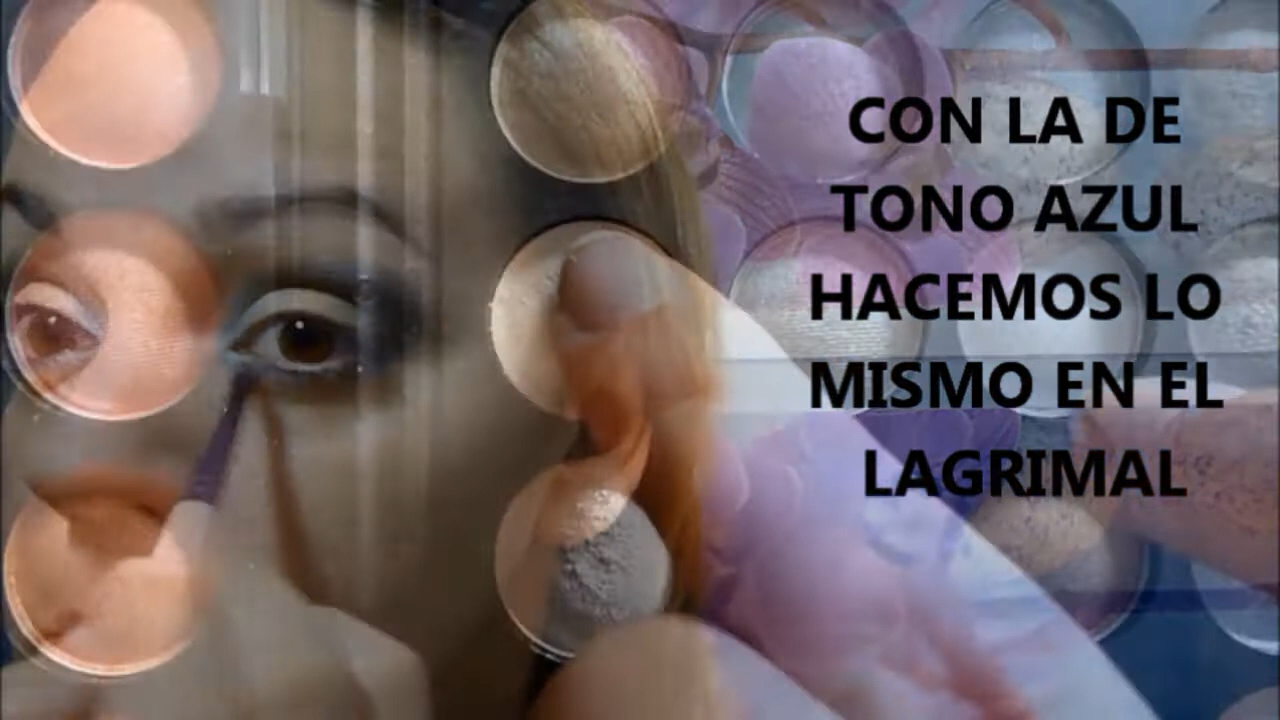 CON LA DE
TONO AZUL
HACEMOS LO
MISMO EN EL
LAGRIMAL